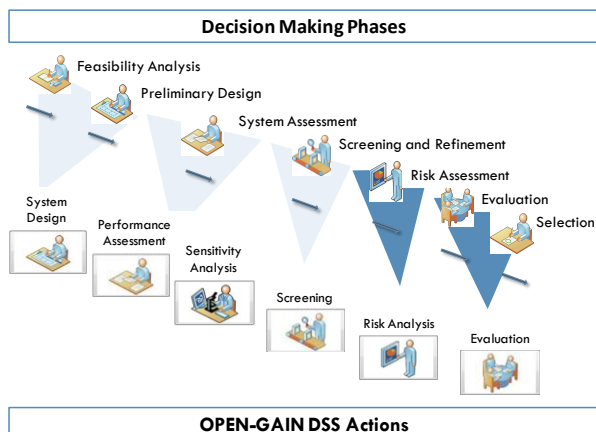 Decision Making Phases
Feasibility Analysis
Preliminary Design
System Assessment
Screening and Refinement
Risk Assessment
Evaluation
Selection
System
Design
Performance
Assessment
Sensitivity
Analysis
Screening
Risk Analysis
Evaluation
OPEN-GAIN DSS Actions